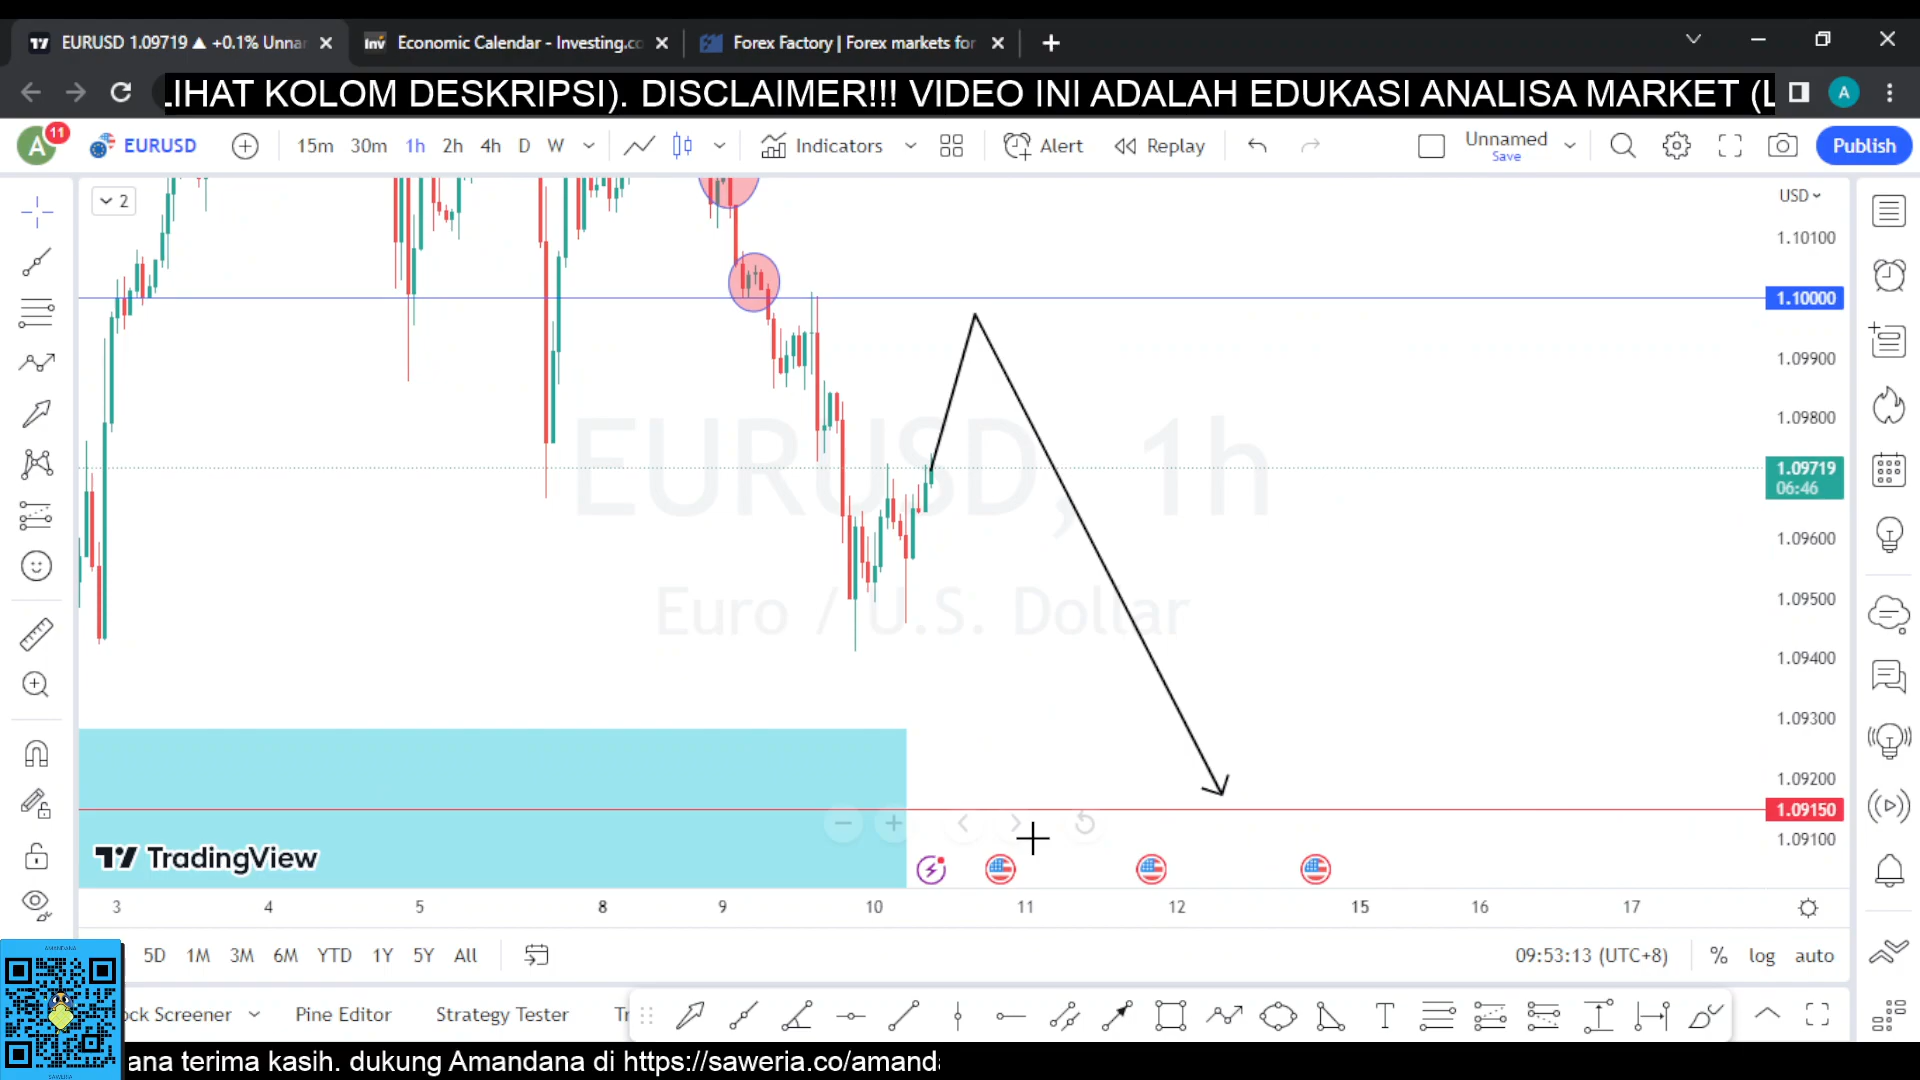 EURUSD 1.09719 ▲ +0.1% Unna
Economic Calendar - Investing.co
Forex Factory | Forex markets for
LIHAT KOLOM DESKRIPSI). DISCLAIMER!!! VIDEO INI ADALAH EDUKASI ANALISA MARKET (L
A
A
11
EURUSD
15m 30m 1h 2h 4h D W
Indicators
Alert
Replay
Unnamed
Save
Publish
2
USD
1.10100
1.10000
1.09900
1.09800
1.09719
06:46
1.09600
1.09500
1.09400
1.09300
1.09200
1.09150
1.09100
EURUSD, 1h
Euro / U.S. Dollar
TradingView
3 4 5 8 9 10 11 12 15 16 17
5D 1M 3M 6M YTD 1Y 5Y All
09:53:13 (UTC+8)
% log auto
ock Screener
Pine Editor
Strategy Tester
ana terima kasih. dukung Amandana di https://saweria.co/amand